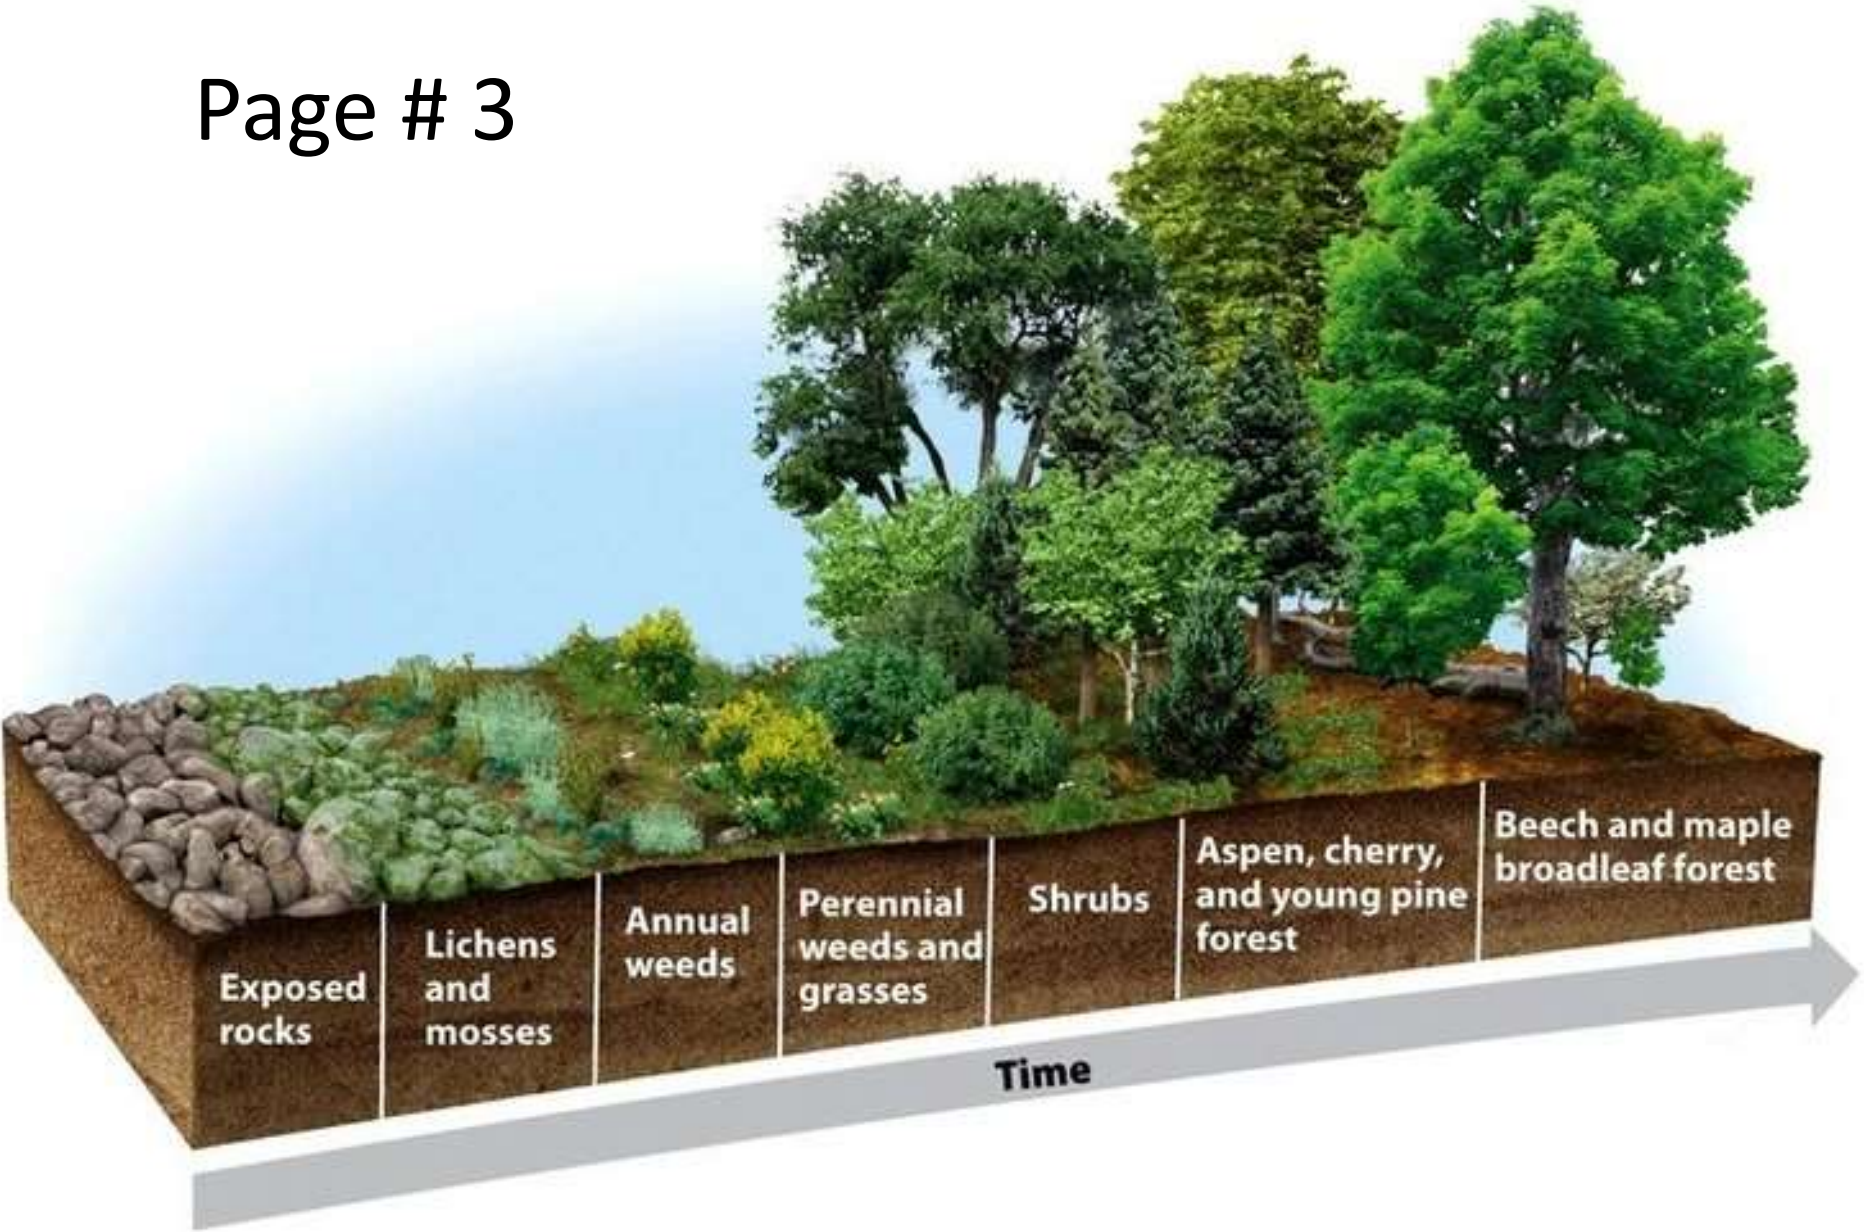 Page # 3
Exposed
rocks
Lichens
and
mosses
Annual
weeds
Perennial
weeds and
grasses
Shrubs
Aspen, cherry,
and young pine
forest
Beech and maple
broadleaf forest
Time